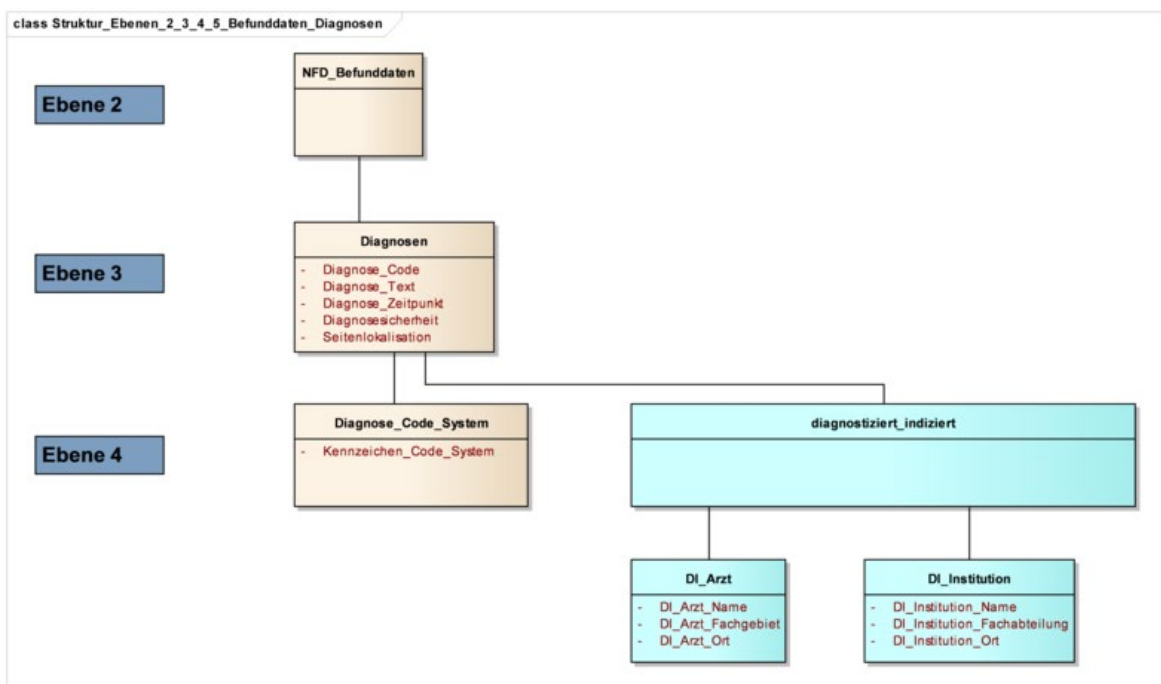 class Struktur_Ebenen_2_3_4_5_Befunddaten_Diagnosen
NFD_Befunddaten
Ebene 2
Diagnosen
Ebene 3
- Diagnose_Code
- Diagnose_Text
- Diagnose_Zeitpunkt
- Diagnosesicherheit
- Seitenlokalisation
Diagnose_Code_System
diagnostiziert_indiziert
Ebene 4
- Kennzeichen_Code_System
DI_Arzt
- DI_Arzt_Name
- DI_Arzt_Fachgebiet
- DI_Arzt_Ort
DI_Institution
- DI_Institution_Name
- DI_Institution_Fachabteilung
- DI_Institution_Ort